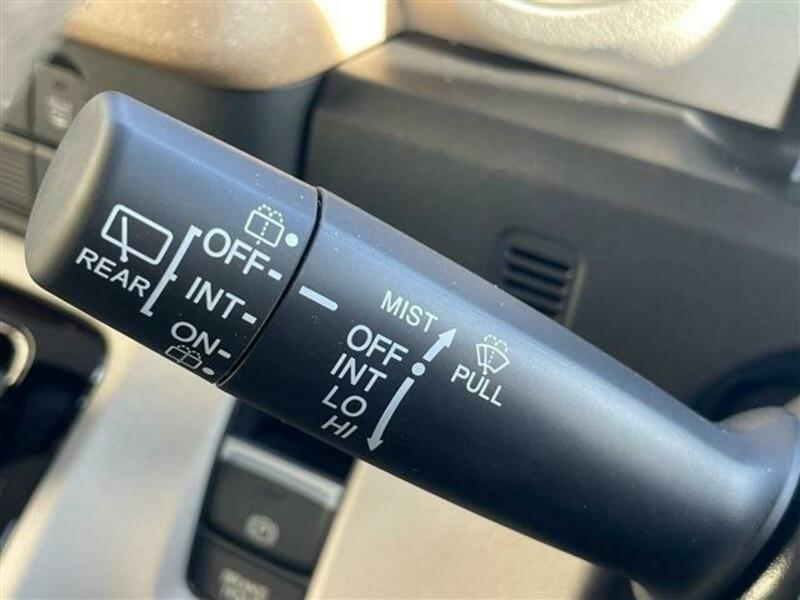 REAR
OFF
INT
ON
MIST
OFF
INT
LO
HI
PULL